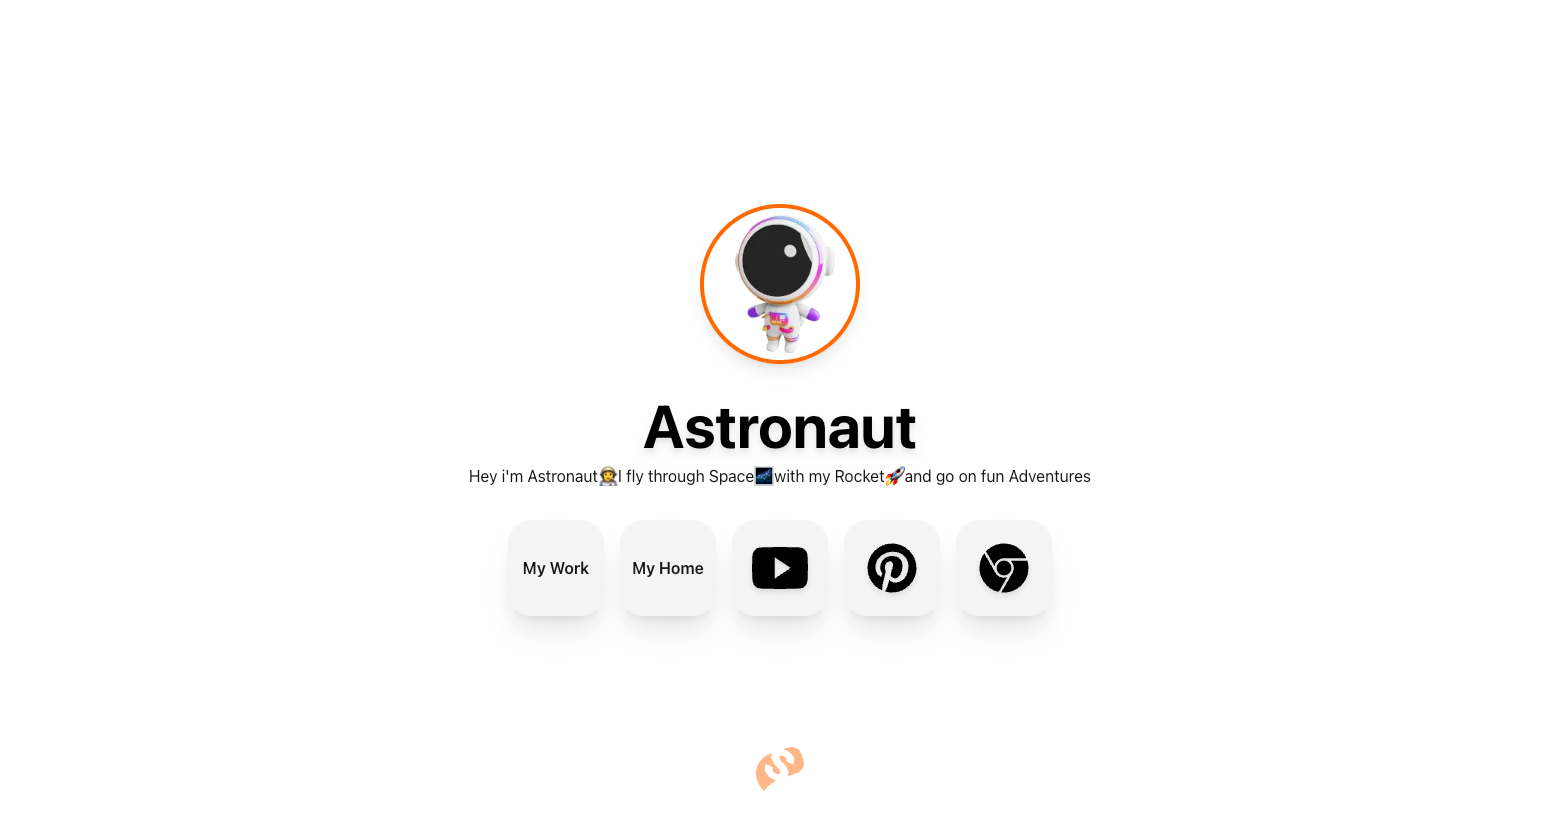 Astronaut
Hey i'm Astronaut👩‍🚀I fly through Space🌌with my Rocket🚀and go on fun Adventures
My Work
My Home